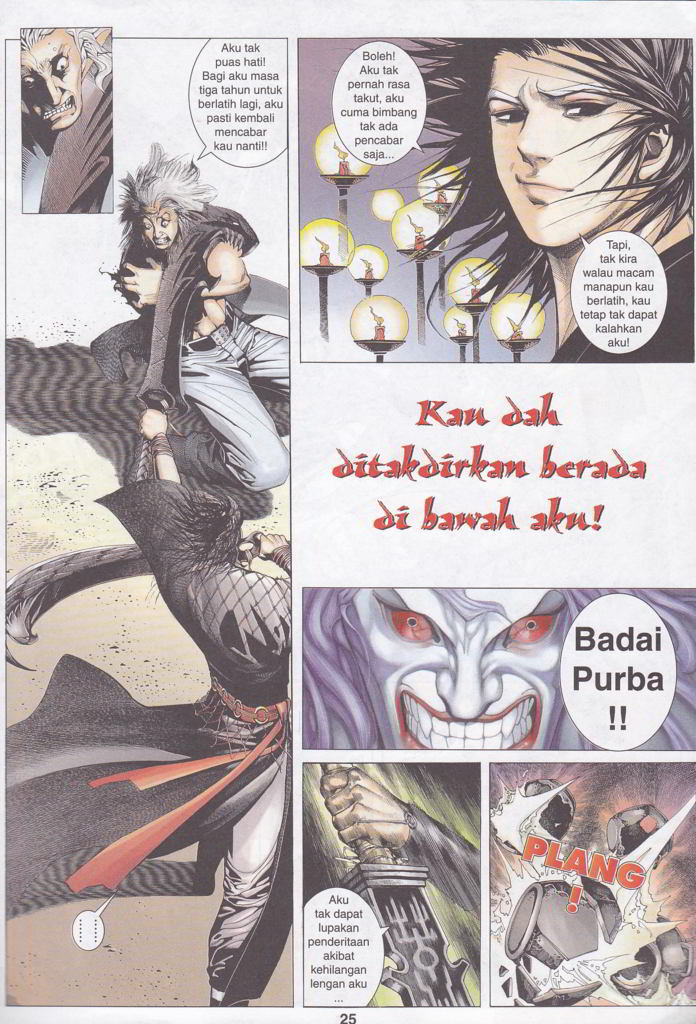 Aku tak
puas hati!
Bagi aku masa
tiga tahun untuk
berlatih lagi, aku
pasti kembali
mencabar
kau nanti!!
......
Boleh!
Aku tak
pernah rasa
takut, aku
cuma bimbang
tak ada
pencabar
saja...
Tapi,
tak kira
walau macam
manapun kau
berlatih, kau
tetap dapat
kalahkan
aku!
Kau dah
ditakdirkan berada
di bawah aku!
Badai
Purba
!!
Aku
tak dapat
lupakan
penderitaan
akibat
kehilangan
lengan aku
...
PLANG
!
25